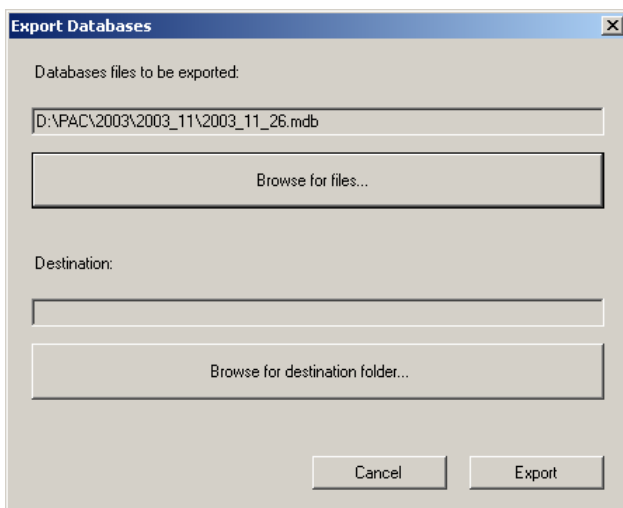 Export Databases
Databases files to be exported:
D:\PAC\2003\2003_11\2003_11_26.mdb
Browse for files...
Destination:
Browse for destination folder...
Cancel Export